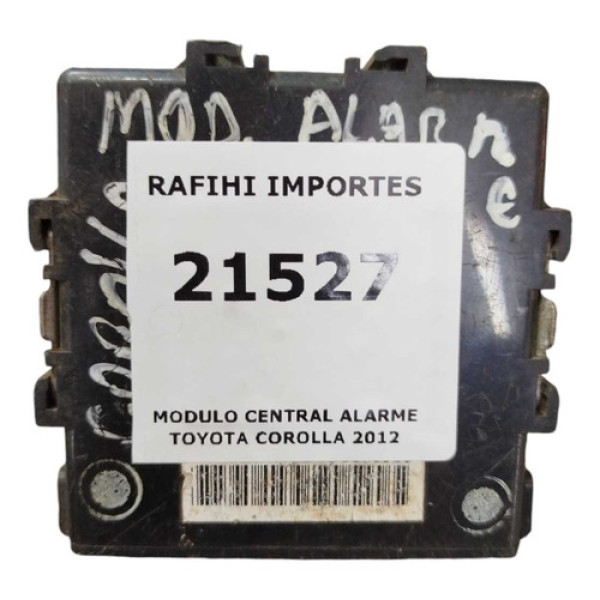 MOD. ALARME
COROLLA
RAFIHI IMPORTES
21527
MODULO CENTRAL ALARME
TOYOTA COROLLA 2012